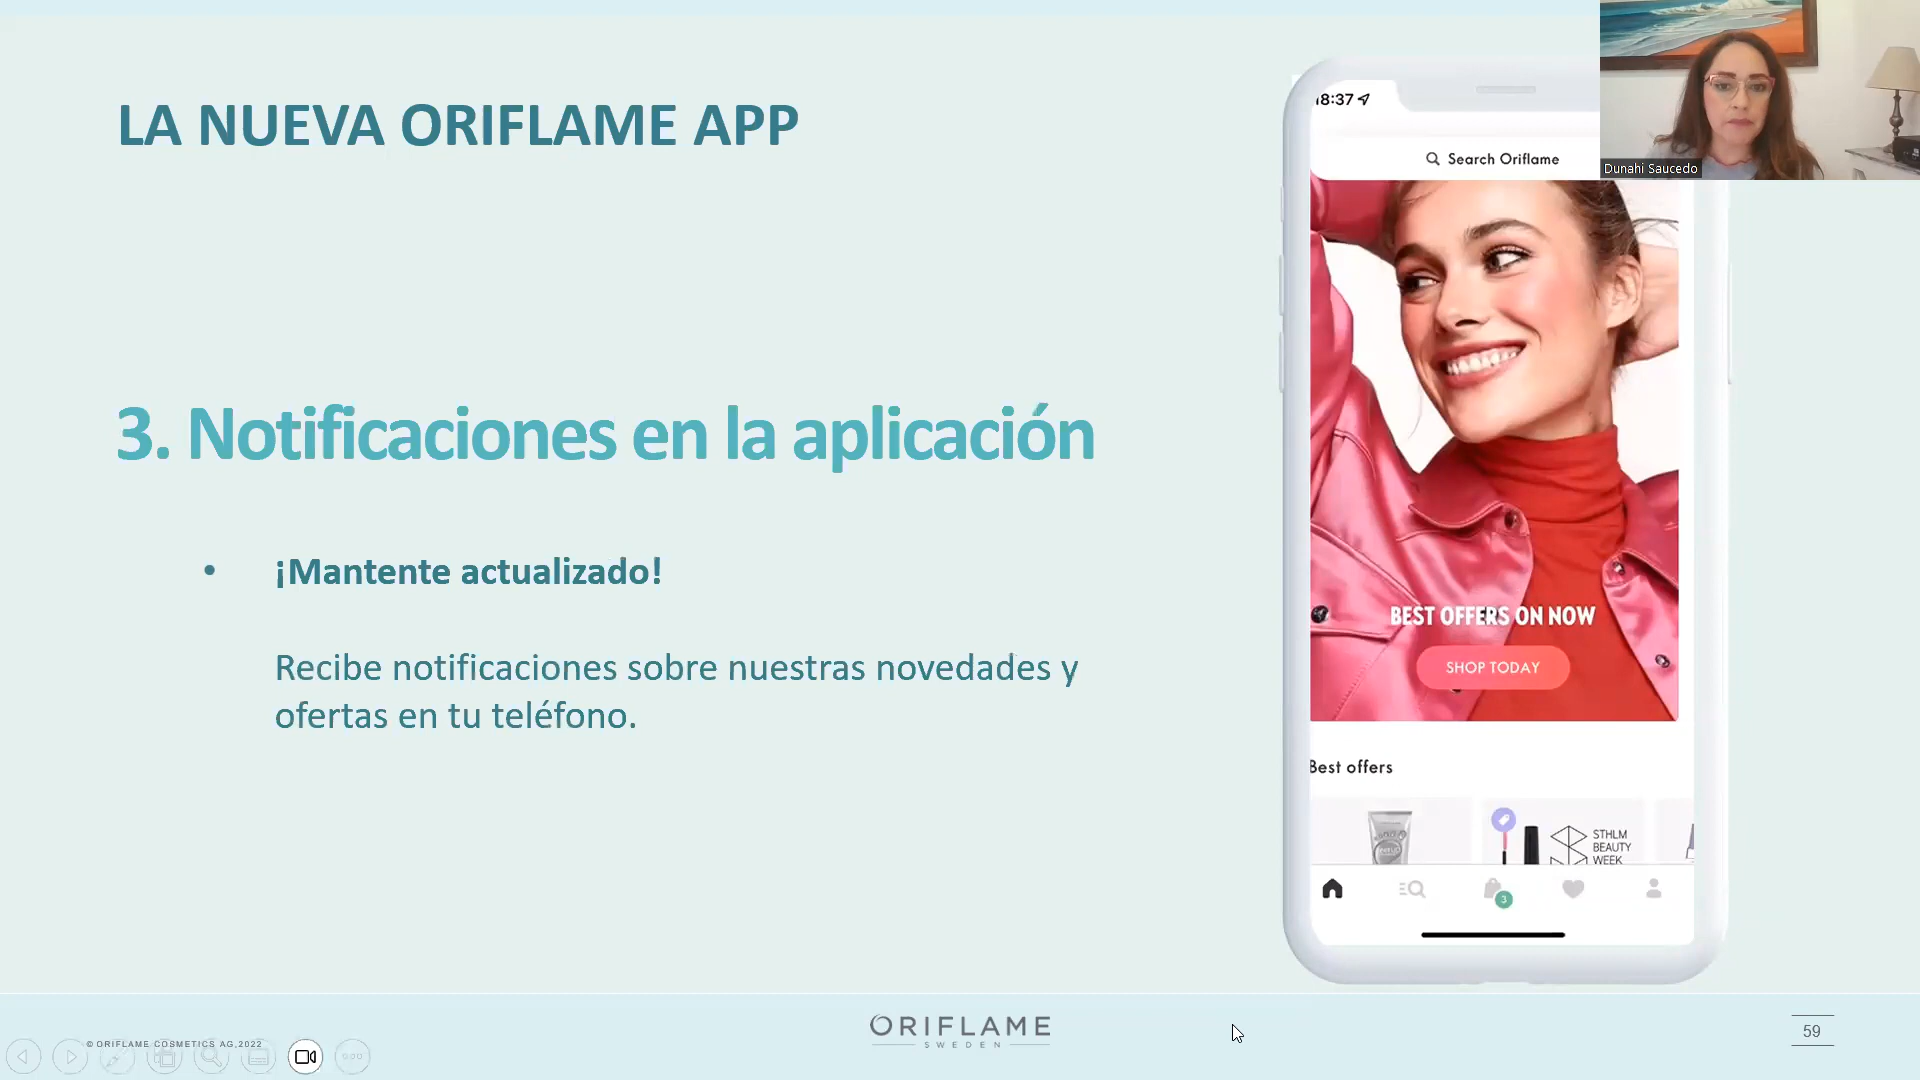 LA NUEVA ORIFLAME APP
18:37
Search Oriflame
Dunahi Saucedo
3. Notificaciones en la aplicación
• ¡Mantente actualizado!
Recibe notificaciones sobre nuestras novedades y
ofertas en tu teléfono.
BEST OFFERS ON NOW
SHOP TODAY
Best offers
STHLM
BEAUTY
WEEK
3
© ORIFLAME COSMETICS AG,2022
ORIFLAME
SWEDEN
59